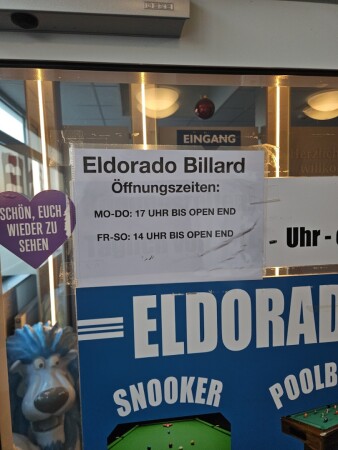 EINGANG
Eldorado Billard
Öffnungszeiten:
MO-DO: 17 UHR BIS OPEN END
FR-SO: 14 UHR BIS OPEN END
SCHÖN, EUCH
WIEDER ZU
SEHEN
- Uhr -
ELDORAD
SNOOKER
POOLB